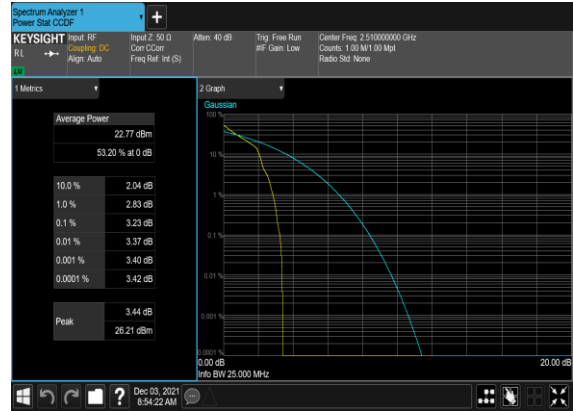 Spectrum Analyzer 1
Power Stat CCDF
KEYSIGHT
RL
LXI
Input: RF
Coupling: DC
Align: Auto
Input Z: 50 Ω
Corr CCorr
Freq Ref: Int (S)
Atten: 40 dB
Trig: Free Run
#IF Gain: Low
Center Freq: 2.510000000 GHz
Counts: 1.00 M/1.00 Mpt
Radio Std: None
1 Metrics
Average Power
22.77 dBm
53.20 % at 0 dB
10.0 % 2.04 dB
1.0 % 2.83 dB
0.1 % 3.23 dB
0.01 % 3.37 dB
0.001 % 3.40 dB
0.0001 % 3.42 dB
Peak
3.44 dB
26.21 dBm
2 Graph
Gaussian
100 %
10 %
1 %
0.1 %
0.01 %
0.001 %
0.0001 %
0.00 dB
20.00 dB
Info BW 25.000 MHz
Dec 03, 2021
8:54:22 AM